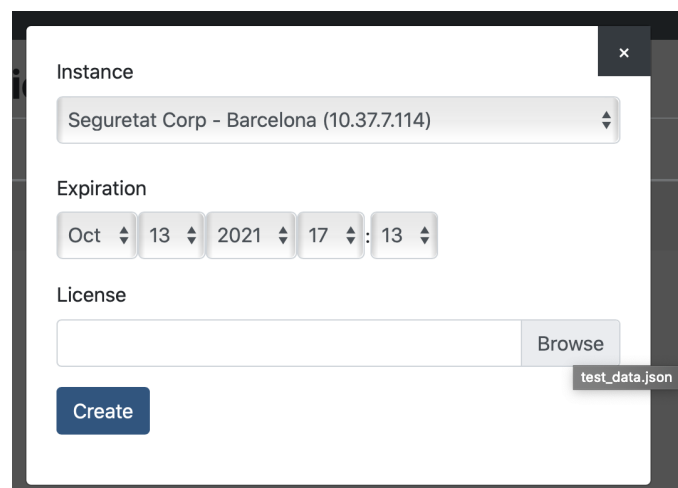 ×
Instance
Seguretat Corp - Barcelona (10.37.7.114)
Expiration
Oct 13 2021 17 : 13
License
Browse
test_data.json
Create